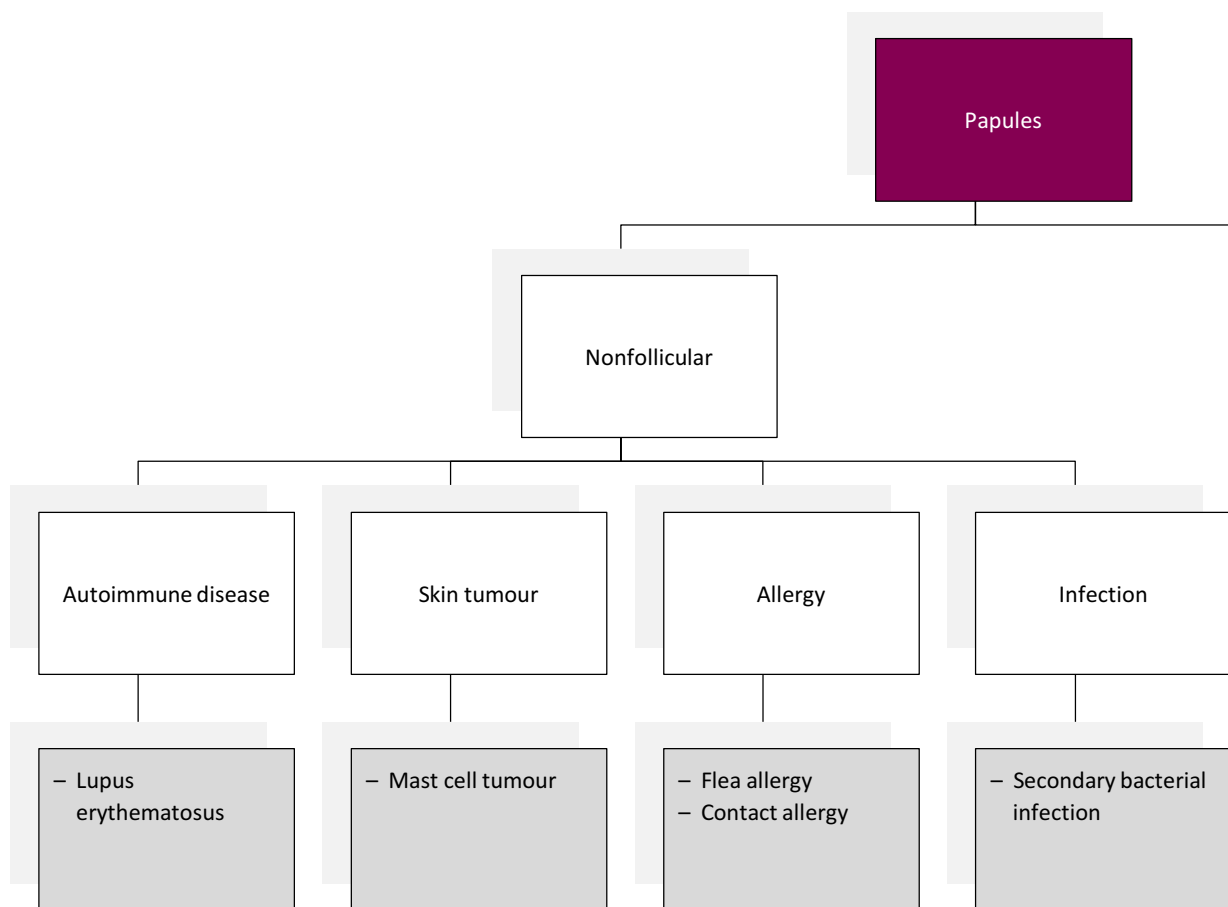 Papules
Nonfollicular
Autoimmune disease
Skin tumour
Allergy
Infection
– Lupus
erythematosus
– Mast cell tumour
– Flea allergy
– Contact allergy
– Secondary bacterial
infection